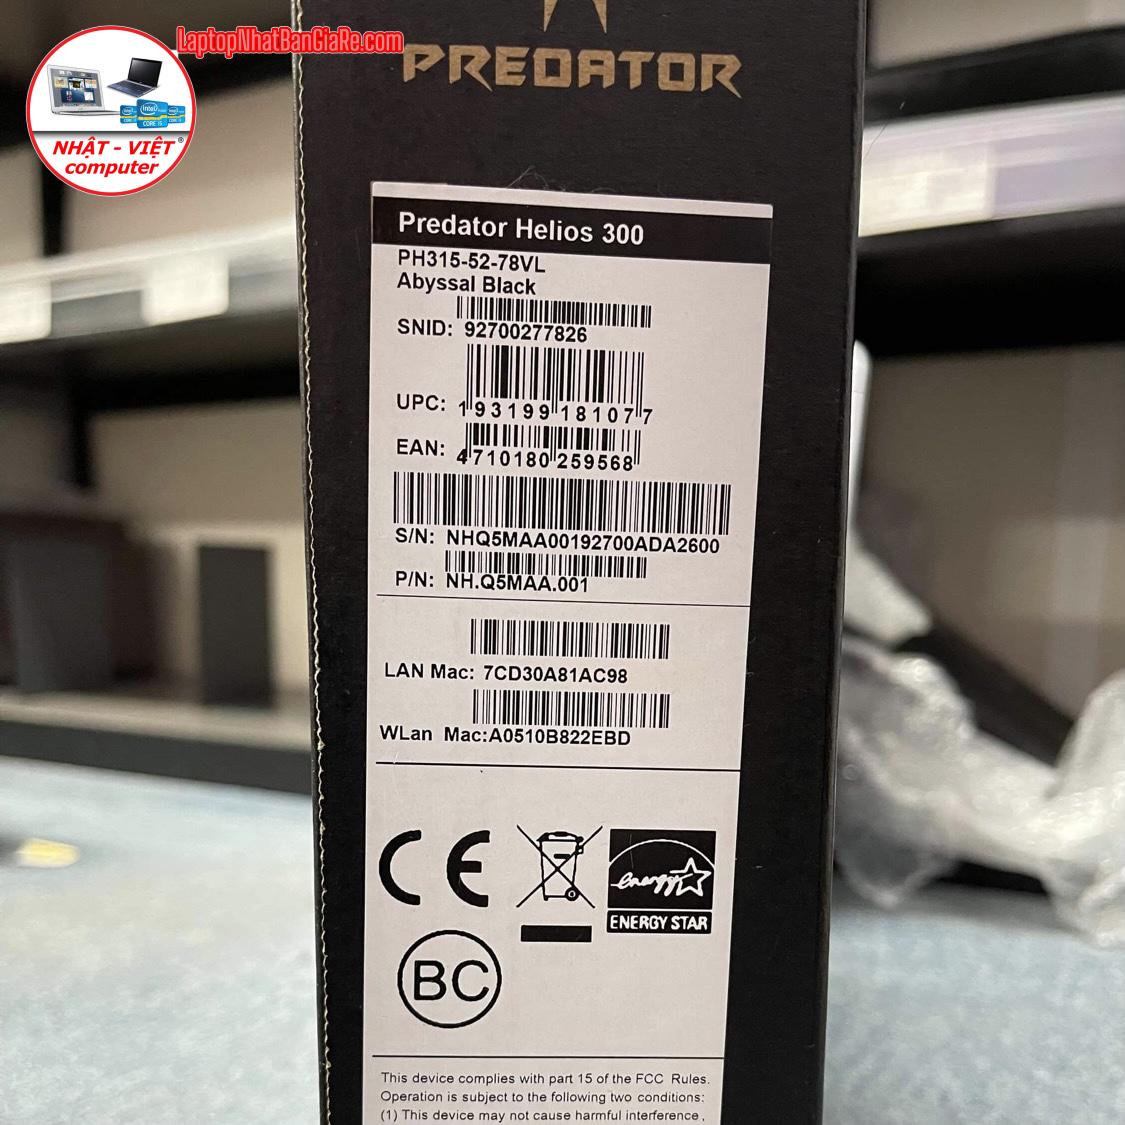 LaptopNhatBanGiaRe.com
NHẬT - VIỆT®
computer
PREDATOR
Predator Helios 300
PH315-52-78VL
Abyssal Black
SNID: 92700277826
UPC: 193199181077
EAN: 4710180259568
S/N: NHQ5MAA00192700ADA2600
P/N: NH.Q5MAA.001
LAN Mac: 7CD30A81AC98
WLan Mac:A0510B822EBD
CE
energy
ENERGY STAR
BC
This device complies with part 15 of the FCC Rules.
Operation is subject to the following two conditions:
(1) This device may not cause harmful interference,